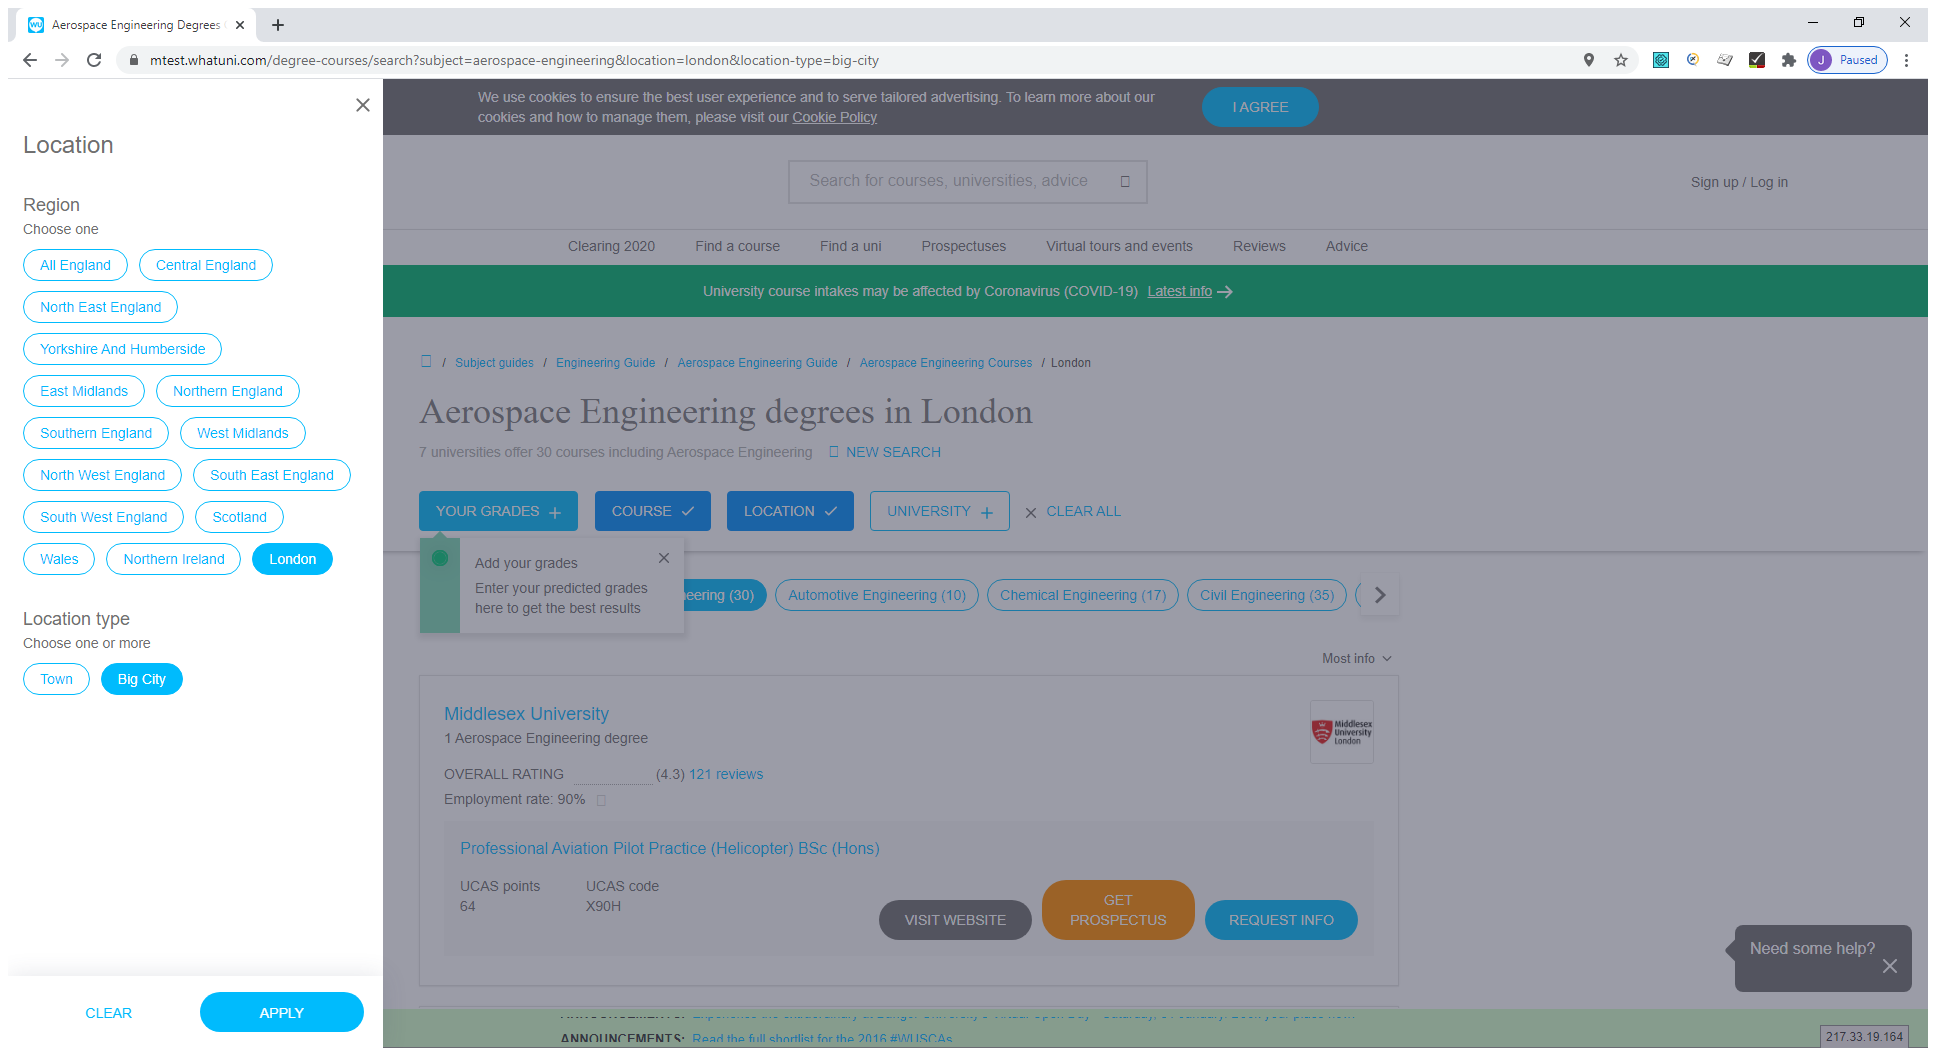 Aerospace Engineering Degrees
mtest.whatuni.com/degree-courses/search?subject=aerospace-engineering&location=london&location-type=big-city
J Paused
We use cookies to ensure the best user experience and to serve tailored advertising. To learn more about our
cookies and how to manage them, please visit our Cookie Policy
I AGREE
Location
Region
Choose one
All England Central England
North East England
Yorkshire And Humberside
East Midlands Northern England
Southern England West Midlands
North West England South East England
South West England Scotland
Wales Northern Ireland London
Location type
Choose one or more
Town Big City
CLEAR APPLY
Search for courses, universities, advice
Sign up / Log in
Clearing 2020 Find a course Find a uni Prospectuses Virtual tours and events Reviews Advice
University course intakes may be affected by Coronavirus (COVID-19) Latest info
/ Subject guides / Engineering Guide / Aerospace Engineering Guide / Aerospace Engineering Courses / London
Aerospace Engineering degrees in London
7 universities offer 30 courses including Aerospace Engineering NEW SEARCH
YOUR GRADES + COURSE LOCATION UNIVERSITY + CLEAR ALL
Add your grades
Enter your predicted grades
here to get the best results
neering (30) Automotive Engineering (10) Chemical Engineering (17) Civil Engineering (35)
Most info
Middlesex University
1 Aerospace Engineering degree
Middlesex
University
London
OVERALL RATING (4.3) 121 reviews
Employment rate: 90%
Professional Aviation Pilot Practice (Helicopter) BSc (Hons)
UCAS points UCAS code
64 X90H
VISIT WEBSITE GET PROSPECTUS REQUEST INFO
Need some help?
ANNOUNCEMENTS: Read the full shortlist for the 2016 #WUSCAs
217.33.19.164